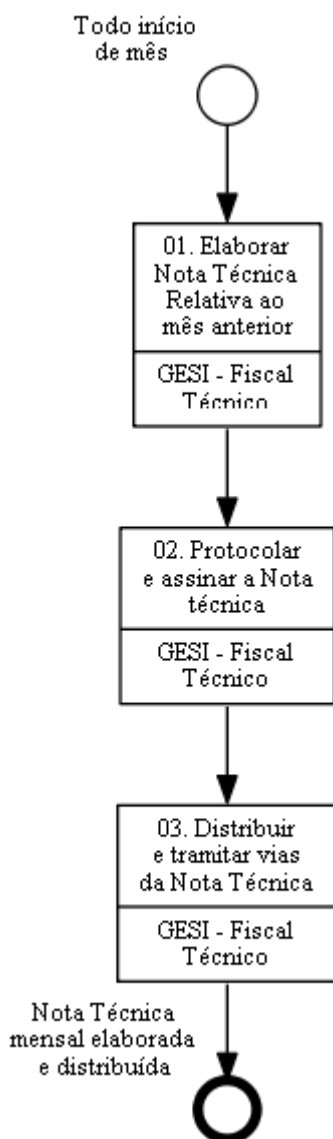 Todo início
de mês
01. Elaborar
Nota Técnica
Relativa ao
mês anterior
GESI - Fiscal
Técnico
02. Protocolar
e assinar a Nota
técnica
GESI - Fiscal
Técnico
03. Distribuir
e tramitar vias
da Nota Técnica
GESI - Fiscal
Técnico
Nota Técnica
mensal elaborada
e distribuída